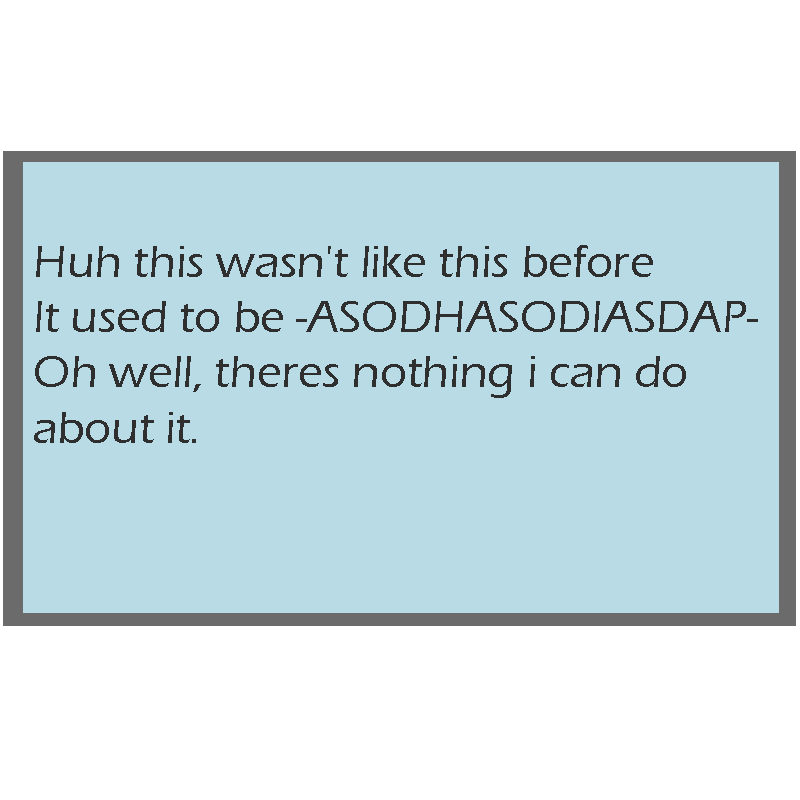 Huh this wasn't like this before
It used to be -ASODHASODIASDAP-
Oh well, theres nothing i can do
about it.